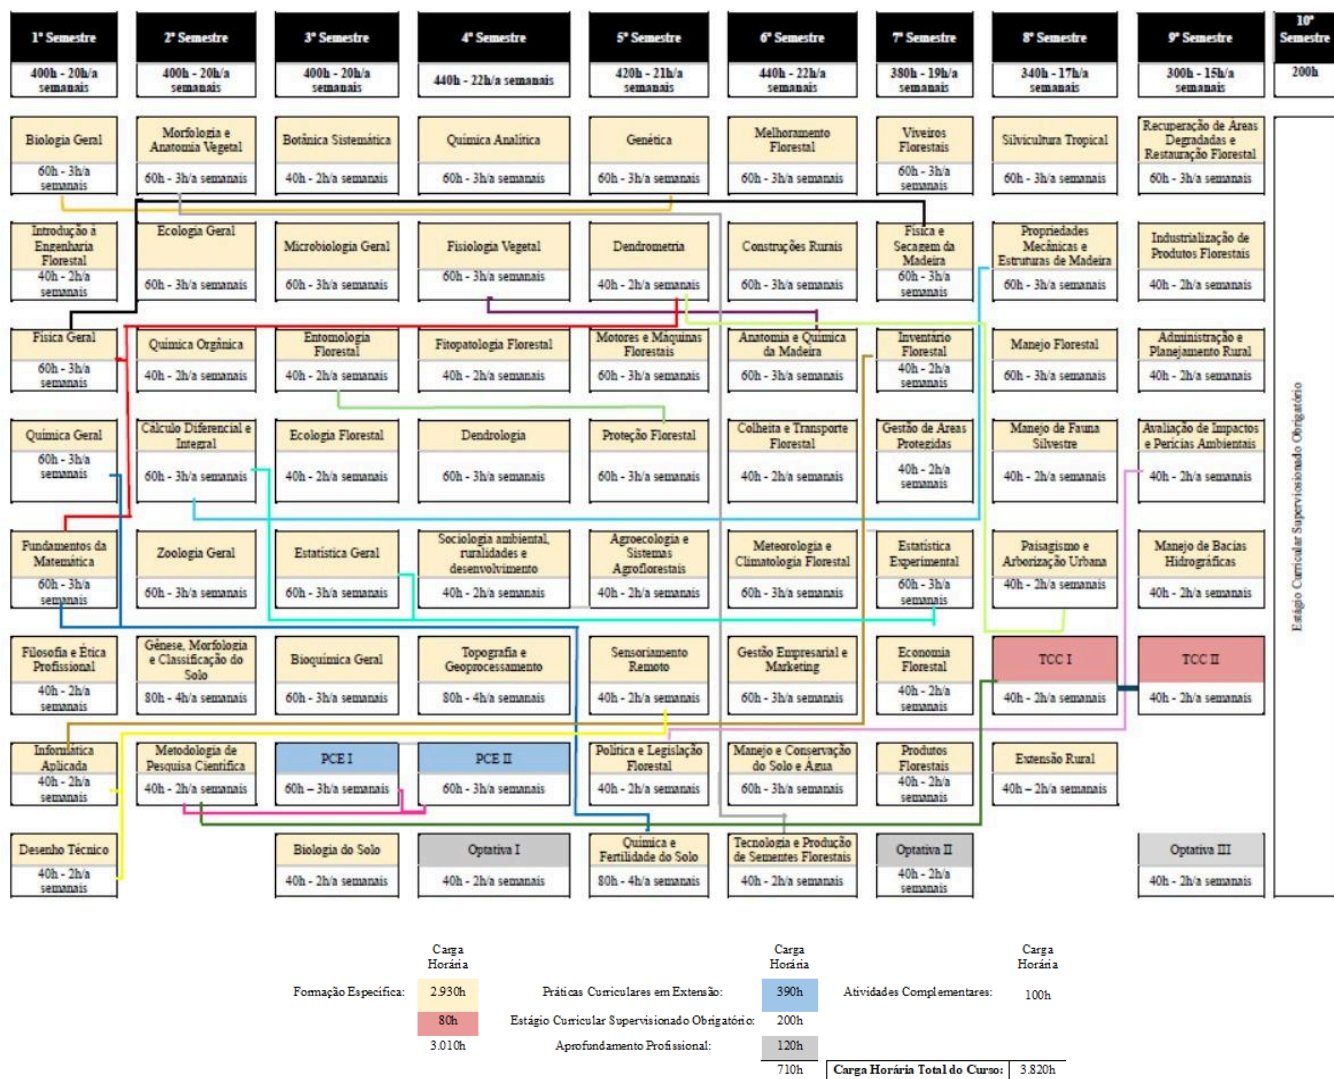 1º Semestre
2º Semestre
3º Semestre
4º Semestre
5º Semestre
6º Semestre
7º Semestre
8º Semestre
9º Semestre
10º
Semestre
400h - 20h/a
semanais
400h - 20h/a
semanais
400h - 20h/a
semanais
440h - 22h/a semanais
420h - 21h/a
semanais
440h - 22h/a
semanais
380h - 19h/a
semanais
340h - 17h/a
semanais
300h - 15h/a
semanais
200h
Biologia Geral
60h - 3h/a
semanais
Morfologia e
Anatomia Vegetal
60h - 3h/a semanais
Botânica Sistemática
40h - 2h/a semanais
Química Analítica
60h - 3h/a semanais
Genética
60h - 3h/a semanais
Melhoramento
Florestal
60h - 3h/a semanais
Viveiros
Florestais
60h - 3h/a
semanais
Silvicultura Tropical
60h - 3h/a semanais
Recuperação de Areas
Degradadas e
Restauração Florestal
60h - 3h/a semanais
Introdução à
Engenharia
Florestal
40h - 2h/a
semanais
Ecologia Geral
60h - 3h/a semanais
Microbiologia Geral
60h - 3h/a semanais
Fisiologia Vegetal
60h - 3h/a semanais
Dendrometria
40h - 2h/a semanais
Construções Rurais
60h - 3h/a semanais
Física e
Secagem da
Madeira
60h - 3h/a
semanais
Propriedades
Mecânicas e
Estruturas de Madeira
60h - 3h/a semanais
Industrialização de
Produtos Florestais
40h - 2h/a semanais
Física Geral
60h - 3h/a
semanais
Química Orgânica
40h - 2h/a semanais
Entomologia
Florestal
40h - 2h/a semanais
Fitopatologia Florestal
40h - 2h/a semanais
Motores e Máquinas
Florestais
60h - 3h/a semanais
Anatomia e Química
da Madeira
60h - 3h/a semanais
Inventário
Florestal
40h - 2h/a
semanais
Manejo Florestal
60h - 3h/a semanais
Administração e
Planejamento Rural
40h - 2h/a semanais
Química Geral
60h - 3h/a
semanais
Cálculo Diferencial e
Integral
60h - 3h/a semanais
Ecologia Florestal
40h - 2h/a semanais
Dendrologia
60h - 3h/a semanais
Proteção Florestal
60h - 3h/a semanais
Colheita e Transporte
Florestal
40h - 2h/a semanais
Gestão de Areas
Protegidas
40h - 2h/a
semanais
Manejo de Fauna
Silvestre
40h - 2h/a semanais
Avaliação de Impactos
e Perícias Ambientais
40h - 2h/a semanais
Fundamentos da
Matemática
60h - 3h/a
semanais
Zoologia Geral
60h - 3h/a semanais
Estatística Geral
60h - 3h/a semanais
Sociologia ambiental,
ruralidades e
desenvolvimento
40h - 2h/a semanais
Agroecologia e
Sistemas
Agroflorestais
40h - 2h/a semanais
Meteorologia e
Climatologia Florestal
60h - 3h/a semanais
Estatística
Experimental
60h - 3h/a
semanais
Paisagismo e
Arborização Urbana
40h - 2h/a semanais
Manejo de Bacias
Hidrográficas
40h - 2h/a semanais
Filosofia e Ética
Profissional
40h - 2h/a
semanais
Gênese, Morfologia
e Classificação do
Solo
80h - 4h/a semanais
Bioquímica Geral
60h - 3h/a semanais
Topografia e
Geoprocessamento
80h - 4h/a semanais
Sensoriamento
Remoto
40h - 2h/a semanais
Gestão Empresarial e
Marketing
60h - 3h/a semanais
Economia
Florestal
40h - 2h/a
semanais
TCC I
40h - 2h/a semanais
TCC II
40h - 2h/a semanais
Informática
Aplicada
40h - 2h/a
semanais
Metodologia de
Pesquisa Científica
40h - 2h/a semanais
PCE I
60h – 3h/a semanais
PCE II
60h - 3h/a semanais
Política e Legislação
Florestal
40h - 2h/a semanais
Manejo e Conservação
do Solo e Água
60h - 3h/a semanais
Produtos
Florestais
40h - 2h/a
semanais
Extensão Rural
40h – 2h/a semanais
Desenho Técnico
40h - 2h/a
semanais
Biologia do Solo
40h - 2h/a semanais
Optativa I
40h - 2h/a semanais
Química e
Fertilidade do Solo
80h - 4h/a semanais
Tecnologia e Produção
de Sementes Florestais
40h - 2h/a semanais
Optativa II
40h - 2h/a
semanais
Optativa III
40h - 2h/a semanais
Estágio Curricular Superviosionado Obrigatório
Carga
Horária
Carga
Horária
Carga
Horária
Formação Específica: 2.930h
Práticas Curriculares em Extensão: 390h
Atividades Complementares: 100h
80h
Estágio Curricular Supervisionado Obrigatório: 200h
3.010h
Aprofundamento Profissional: 120h
710h
Carga Horária Total do Curso: 3.820h